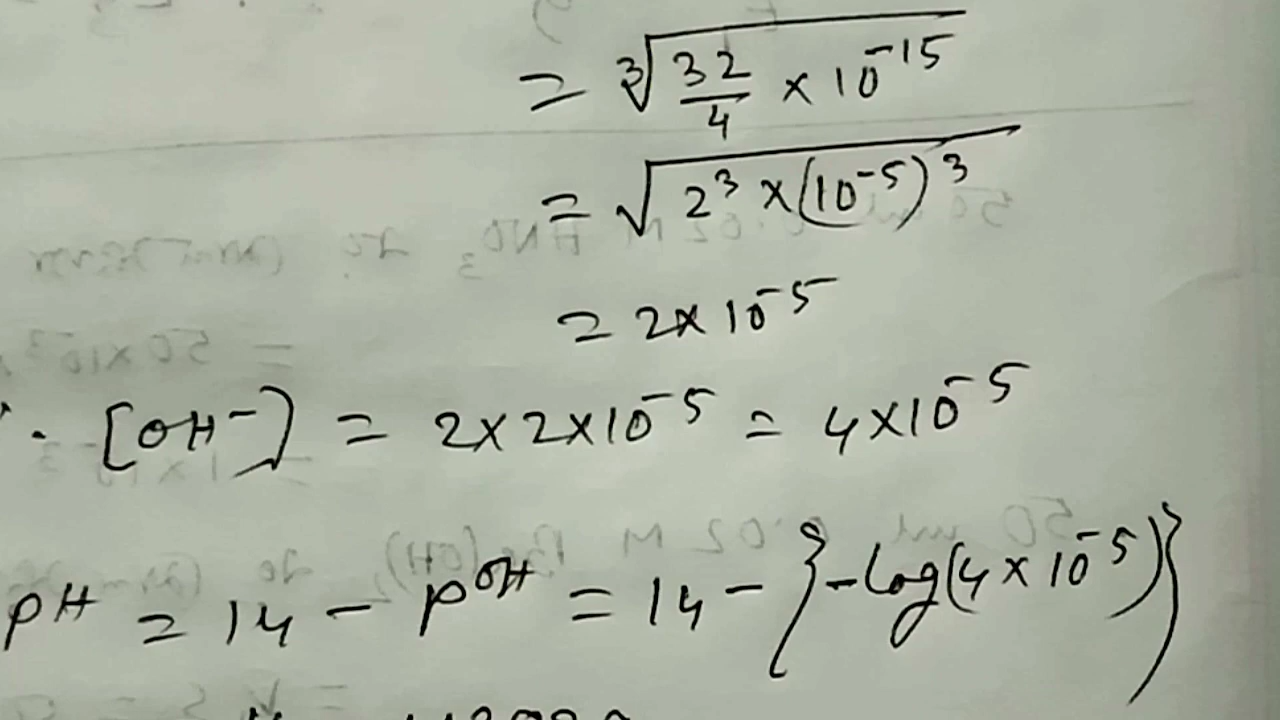 = ∛(32/4 × 10⁻¹⁵)
= √(2³ × (10⁻⁵)³)
= 2 × 10⁻⁵
∴ [OH⁻] = 2 × 2 × 10⁻⁵ = 4 × 10⁻⁵
pH = 14 - pOH = 14 - {-log(4 × 10⁻⁵)}